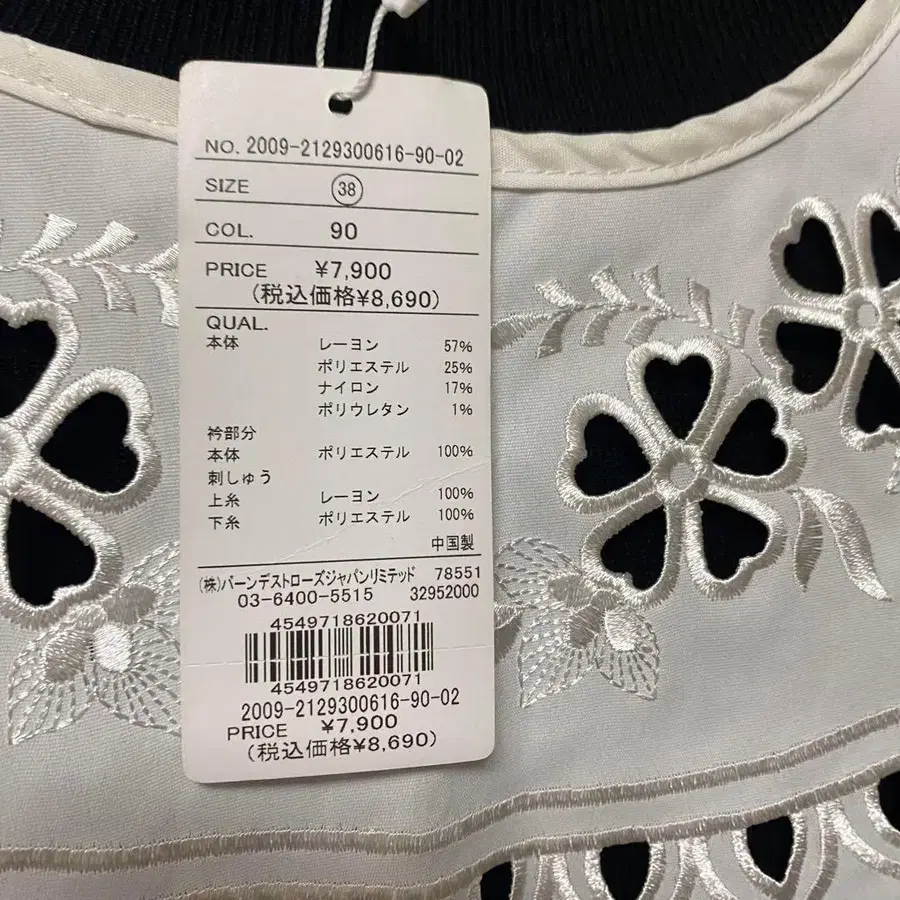 NO. 2009-2129300616-90-02
SIZE 38
COL. 90
PRICE ¥7,900
(税込価格¥8,690)
QUAL.
本体 レーヨン 57%
ポリエステル 25%
ナイロン 17%
ポリウレタン 1%
衿部分
本体 ポリエステル 100%
刺しゅう
上糸 レーヨン 100%
下糸 ポリエステル 100%
中国製
(株)バーンデストローズジャパンリミテッド 78551
03-6400-5515 32952000
4549718620071
4549718620071
2009-2129300616-90-02
PRICE ¥7,900
(税込価格¥8,690)